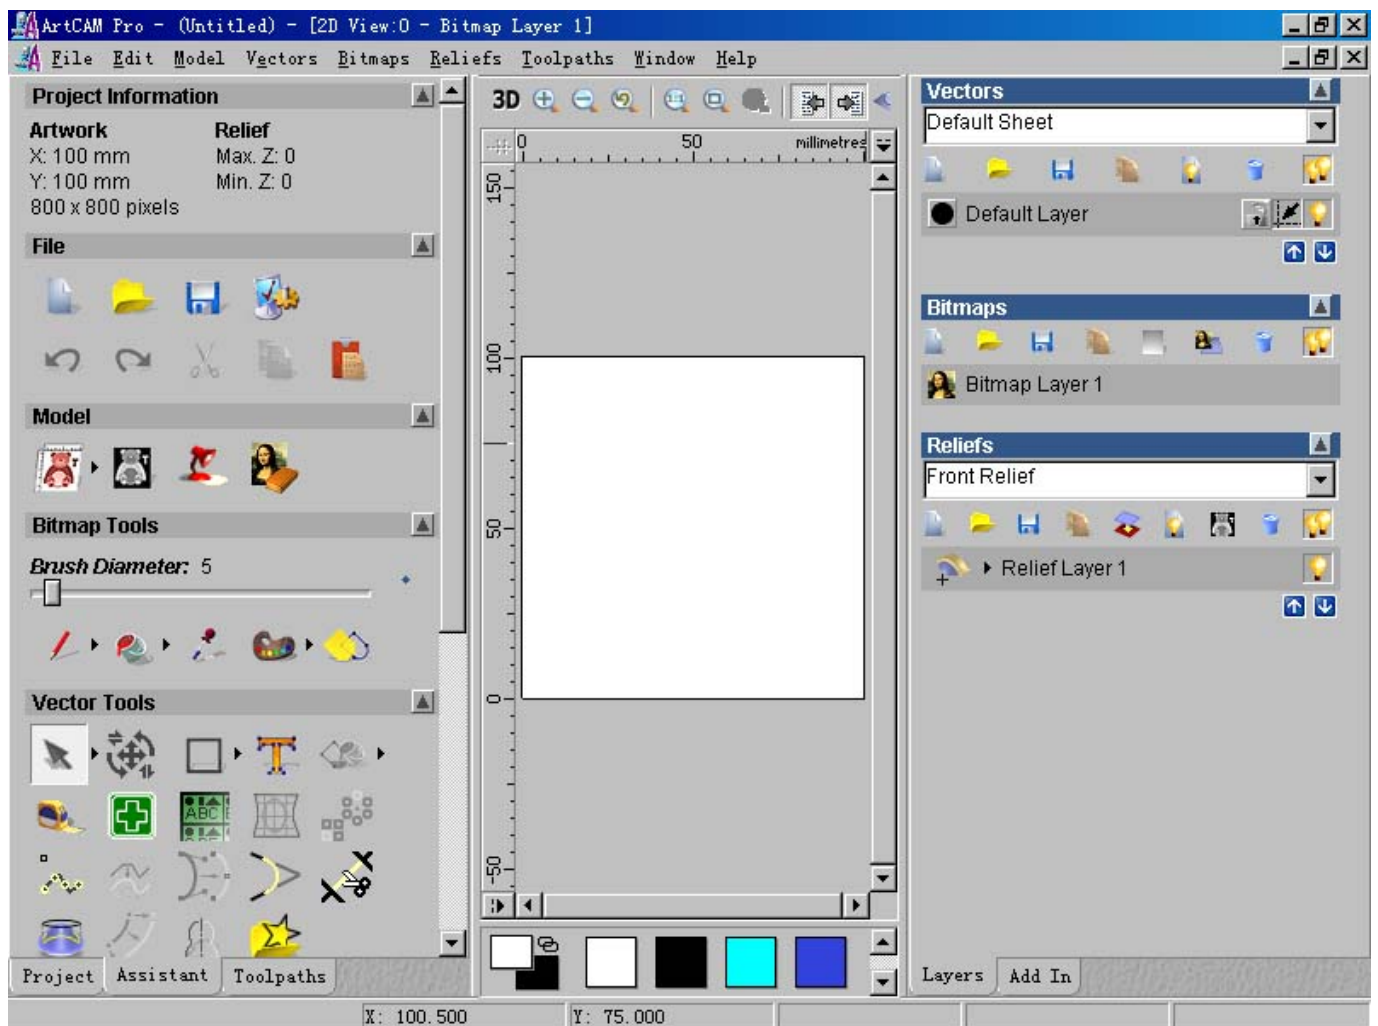 ArtCAM Pro - (Untitled) - [2D View:0 - Bitmap Layer 1]
File Edit Model Vectors Bitmaps Reliefs Toolpaths Window Help
Project Information
Artwork Relief
X: 100 mm Max. Z: 0
Y: 100 mm Min. Z: 0
800 x 800 pixels
File
Model
Bitmap Tools
Brush Diameter: 5
Vector Tools
Project Assistant Toolpaths
3D
0 50 millimetres
150
100
50
0
-50
Vectors
Default Sheet
Default Layer
Bitmaps
Bitmap Layer 1
Reliefs
Front Relief
Relief Layer 1
Layers Add In
X: 100.500 Y: 75.000